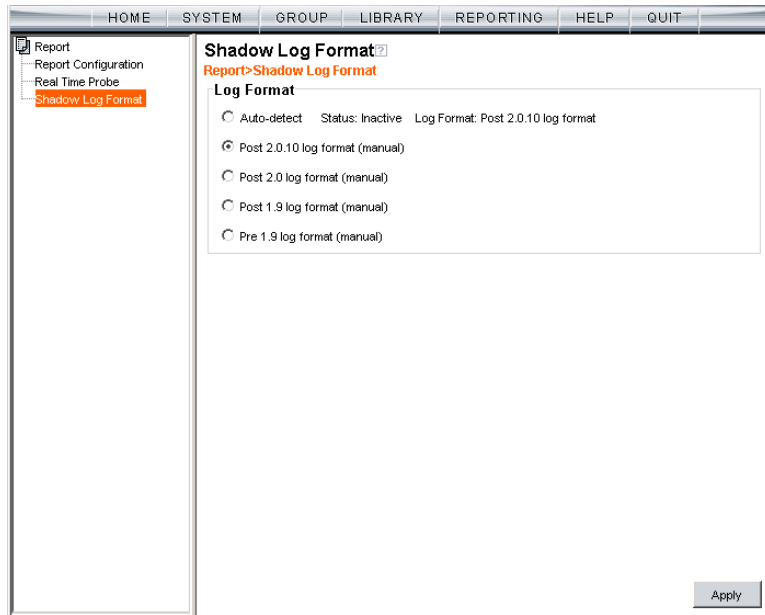 HOME SYSTEM GROUP LIBRARY REPORTING HELP QUIT
Report
Report Configuration
Real Time Probe
Shadow Log Format
Shadow Log Format?
Report>Shadow Log Format
Log Format
Auto-detect Status: Inactive Log Format: Post 2.0.10 log format
Post 2.0.10 log format (manual)
Post 2.0 log format (manual)
Post 1.9 log format (manual)
Pre 1.9 log format (manual)
Apply